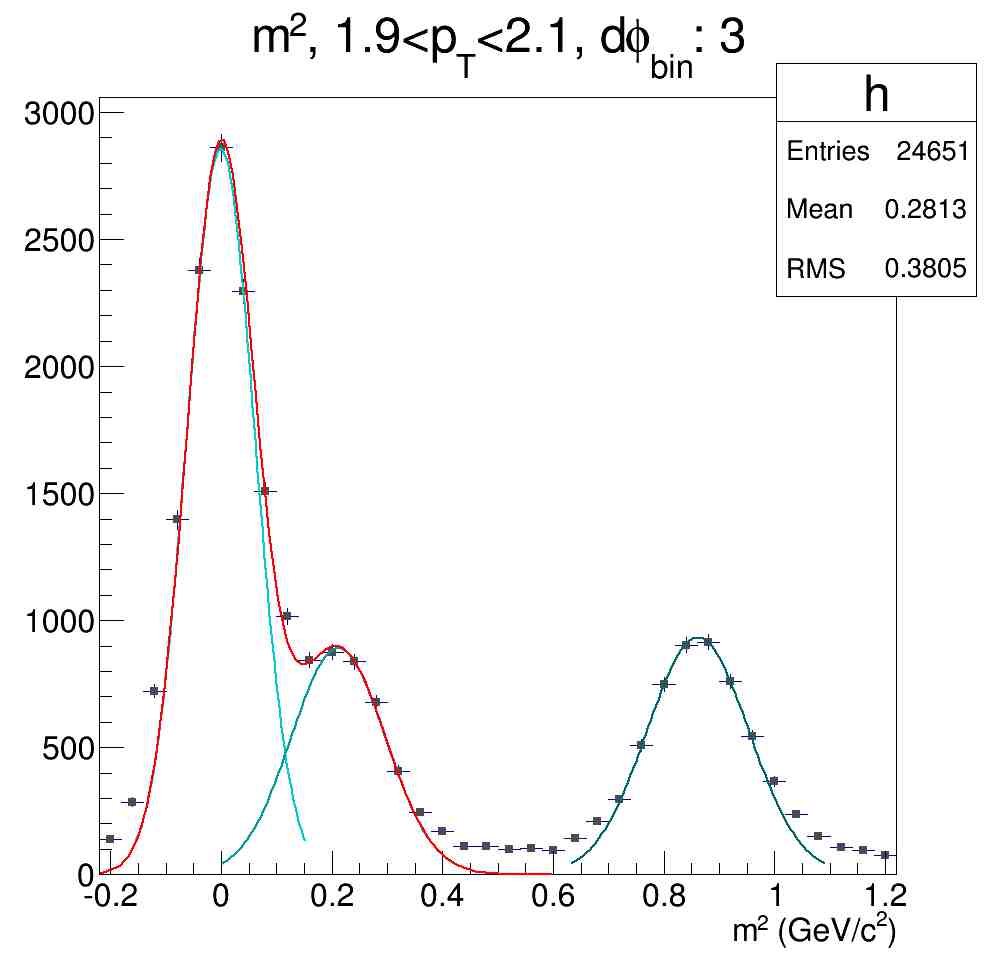 m², 1.9<p_T<2.1, dϕ_bin: 3
h
Entries 24651
Mean 0.2813
RMS 0.3805
3000
2500
2000
1500
1000
500
0
-0.2 0 0.2 0.4 0.6 0.8 1 1.2
m² (GeV/c²)